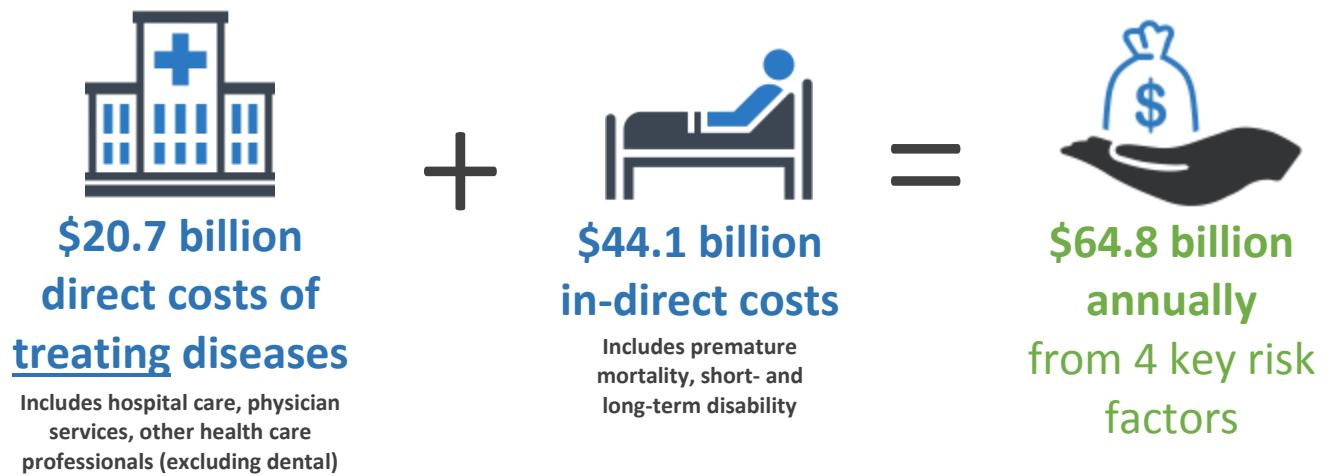 +
=
$
$20.7 billion
direct costs of
treating diseases
Includes hospital care, physician
services, other health care
professionals (excluding dental)
$44.1 billion
in-direct costs
Includes premature
mortality, short- and
long-term disability
$64.8 billion
annually
from 4 key risk
factors